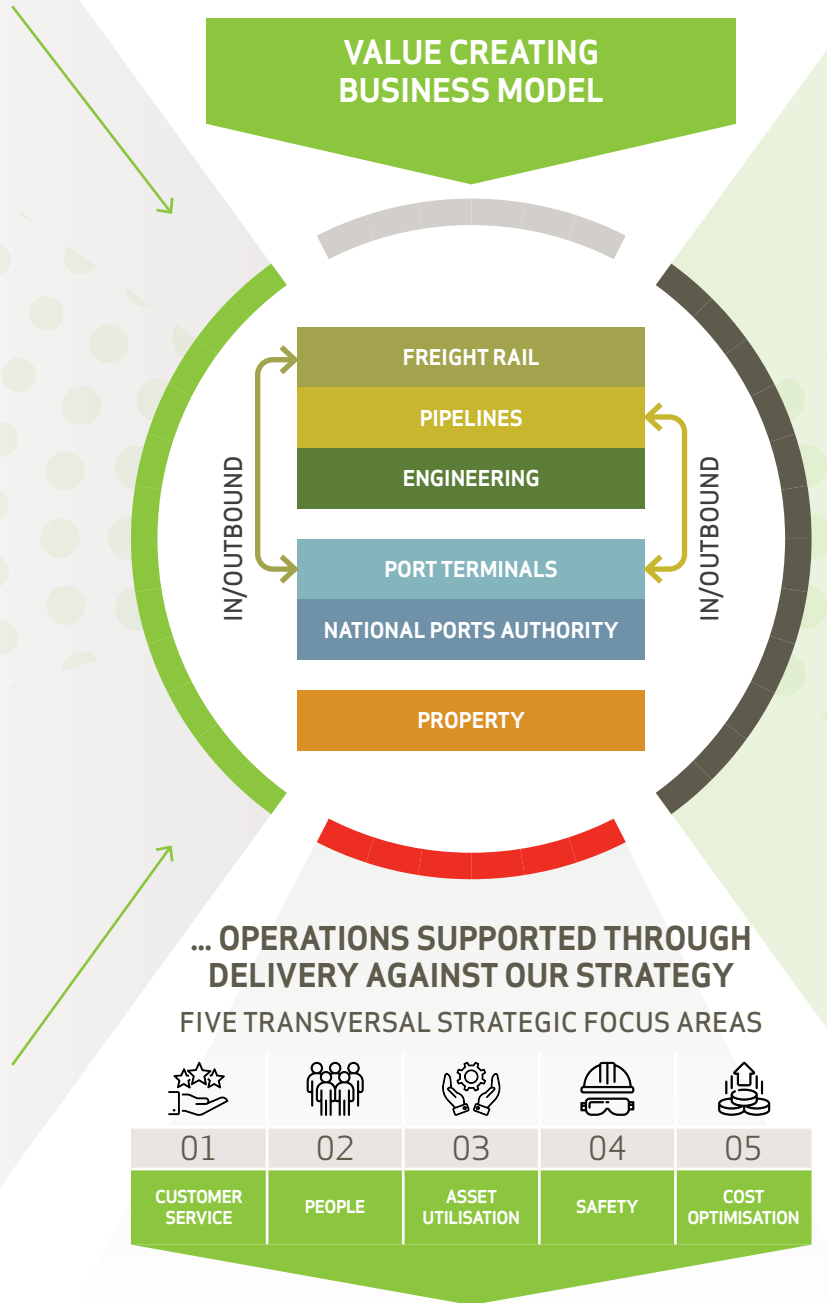 VALUE CREATING
BUSINESS MODEL
FREIGHT RAIL
PIPELINES
ENGINEERING
IN/OUTBOUND
IN/OUTBOUND
PORT TERMINALS
NATIONAL PORTS AUTHORITY
PROPERTY
... OPERATIONS SUPPORTED THROUGH
DELIVERY AGAINST OUR STRATEGY
FIVE TRANSVERSAL STRATEGIC FOCUS AREAS
01
CUSTOMER
SERVICE
02
PEOPLE
03
ASSET
UTILISATION
04
SAFETY
05
COST
OPTIMISATION